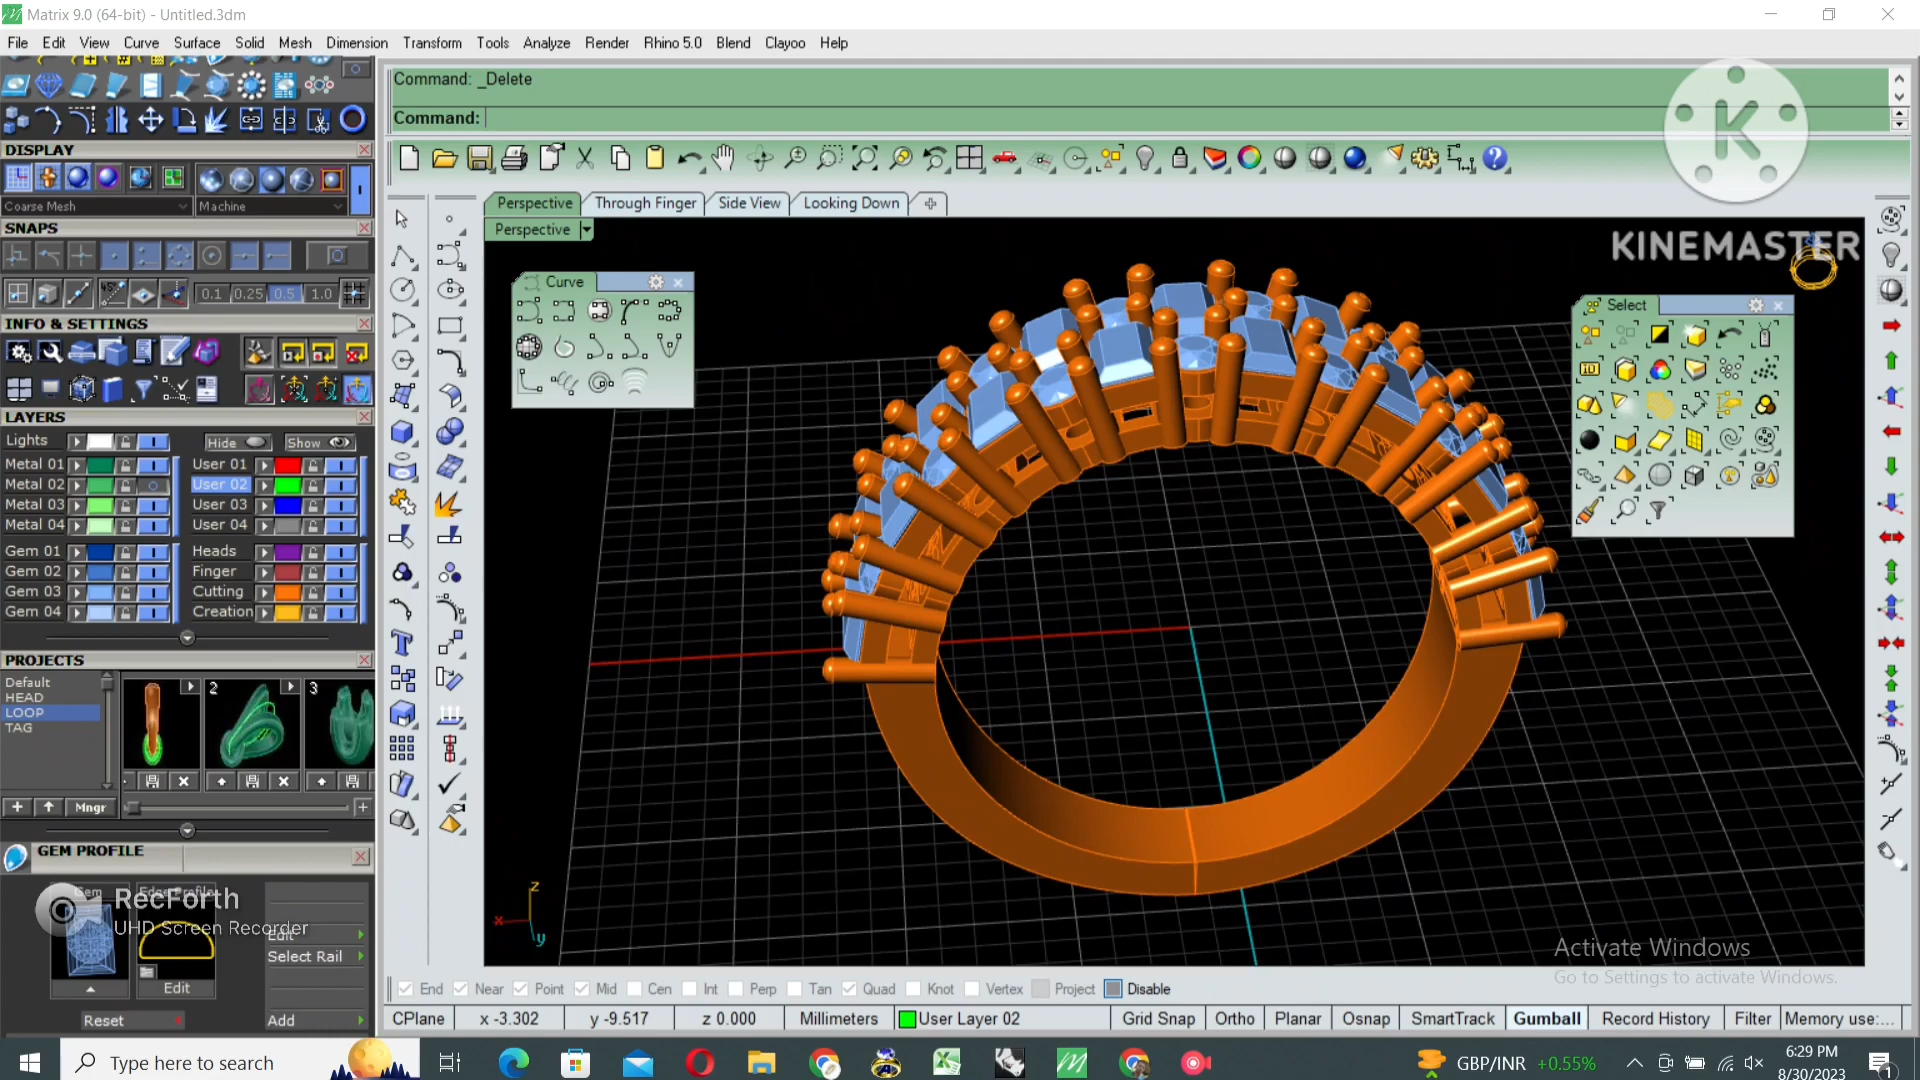 Matrix 9.0 (64-bit) - Untitled.3dm
File Edit View Curve Surface Solid Mesh Dimension Transform Tools Analyze Render Rhino 5.0 Blend Clayoo Help
Command: _Delete
Command:
K
DISPLAY
Coarse Mesh Machine
SNAPS
0.1 0.25 0.5 1.0
INFO & SETTINGS
LAYERS
Lights Hide Show
Metal 01 User 01
Metal 02 User 02
Metal 03 User 03
Metal 04 User 04
Gem 01 Heads
Gem 02 Finger
Gem 03 Cutting
Gem 04 Creation
PROJECTS
Default
HEAD
LOOP
TAG
2 3
Mngr
GEM PROFILE
Gem Edge Profile
RecForth
UHD Screen Recorder
Edit
Select Rail
Edit
Reset Add
Perspective Through Finger Side View Looking Down
Perspective
KINEMASTER
Curve
Select
z
x
y
Activate Windows
Go to Settings to activate Windows.
End Near Point Mid Cen Int Perp Tan Quad Knot Vertex Project Disable
CPlane x -3.302 y -9.517 z 0.000 Millimeters User Layer 02 Grid Snap Ortho Planar Osnap SmartTrack Gumball Record History Filter Memory use:...
Type here to search
GBP/INR +0.55%
6:29 PM
8/30/2023
1